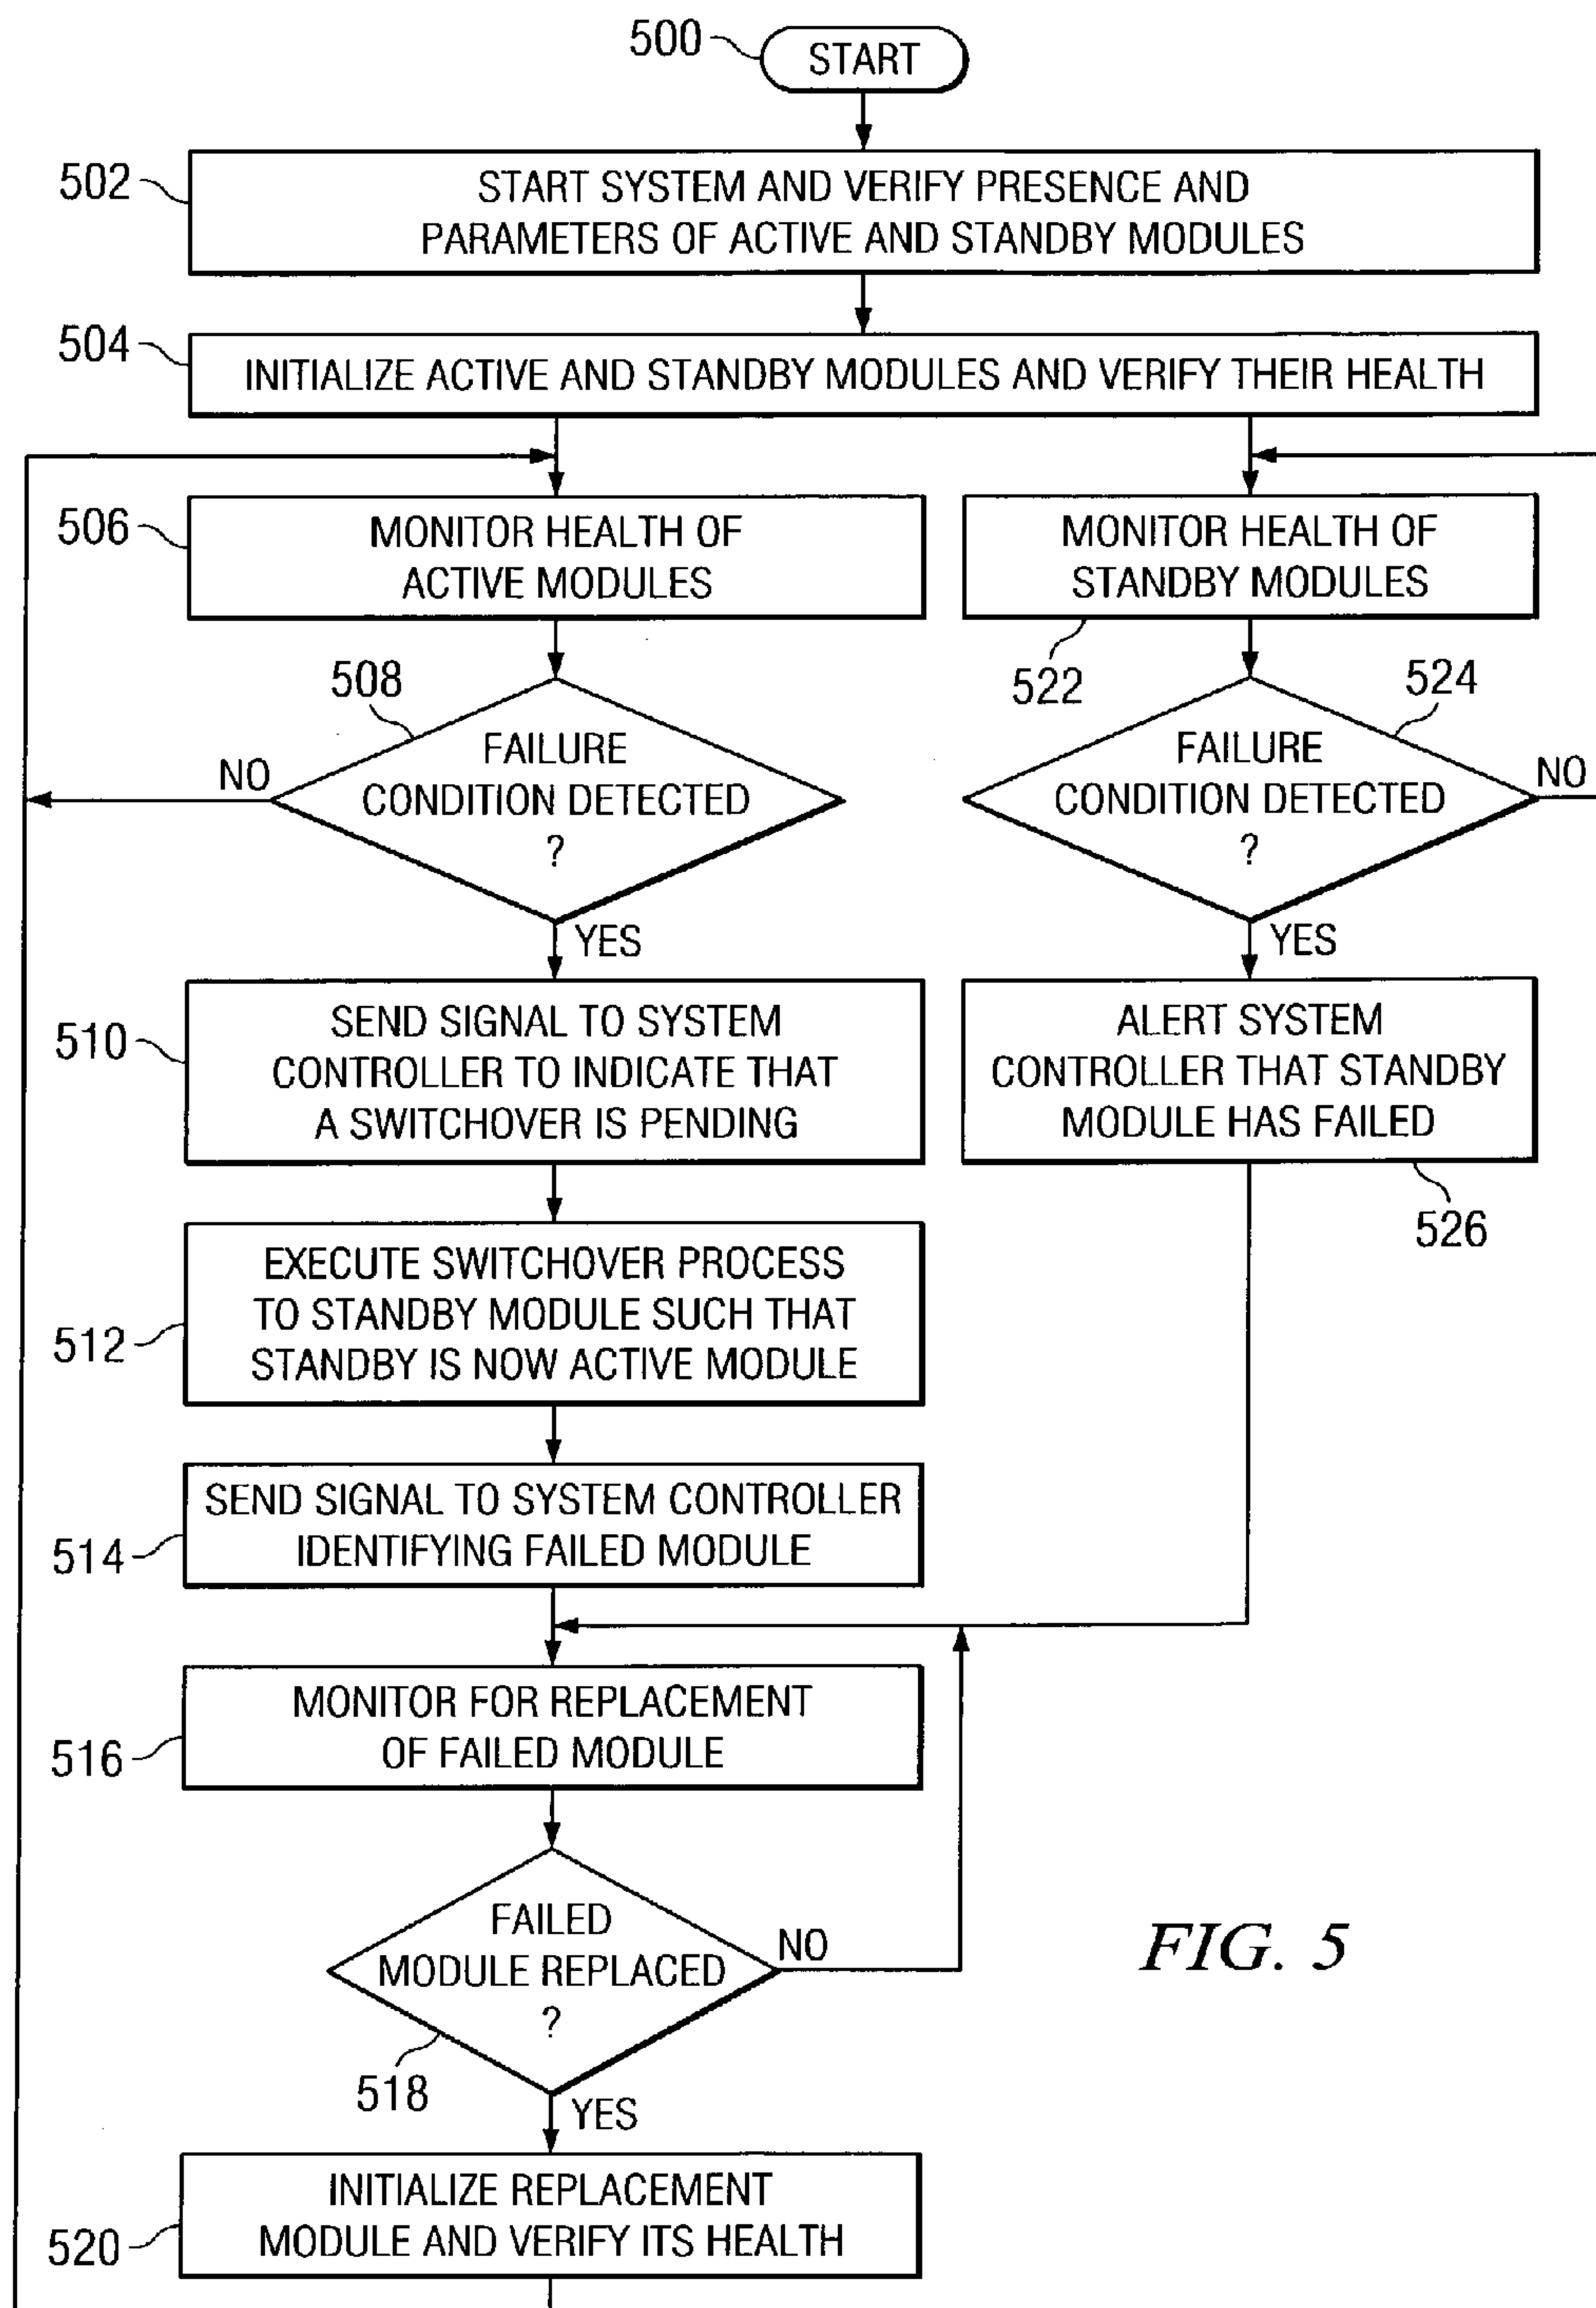 500
START
502
START SYSTEM AND VERIFY PRESENCE AND
PARAMETERS OF ACTIVE AND STANDBY MODULES
504
INITIALIZE ACTIVE AND STANDBY MODULES AND VERIFY THEIR HEALTH
506
MONITOR HEALTH OF
ACTIVE MODULES
MONITOR HEALTH OF
STANDBY MODULES
522
508
FAILURE
CONDITION DETECTED
?
NO
YES
524
FAILURE
CONDITION DETECTED
?
NO
YES
510
SEND SIGNAL TO SYSTEM
CONTROLLER TO INDICATE THAT
A SWITCHOVER IS PENDING
ALERT SYSTEM
CONTROLLER THAT STANDBY
MODULE HAS FAILED
526
512
EXECUTE SWITCHOVER PROCESS
TO STANDBY MODULE SUCH THAT
STANDBY IS NOW ACTIVE MODULE
514
SEND SIGNAL TO SYSTEM CONTROLLER
IDENTIFYING FAILED MODULE
516
MONITOR FOR REPLACEMENT
OF FAILED MODULE
FAILED
MODULE REPLACED
?
NO
518
YES
FIG. 5
520
INITIALIZE REPLACEMENT
MODULE AND VERIFY ITS HEALTH